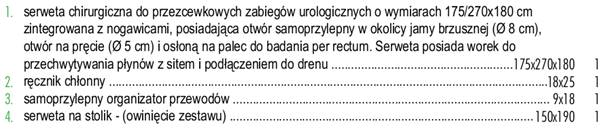 1. serweta chirurgiczna do przezcewkowych zabiegów urologicznych o wymiarach 175/270x180 cm
zintegrowana z nogawicami, posiadająca otwór samoprzylepny w okolicy jamy brzusznej (Ø 8 cm),
otwór na pręcie (Ø 5 cm) i osłoną na palec do badania per rectum. Serweta posiada worek do
przechwytywania płynów z sitem i podłączeniem do drenu ................................................175x270x180 1
2. ręcznik chłonny ...............................................................................................................................18x25 1
3. samoprzylepny organizator przewodów .......................................................................................... 9x18 1
4. serweta na stolik - (owinięcie zestawu) ....................................................................................150x190 1